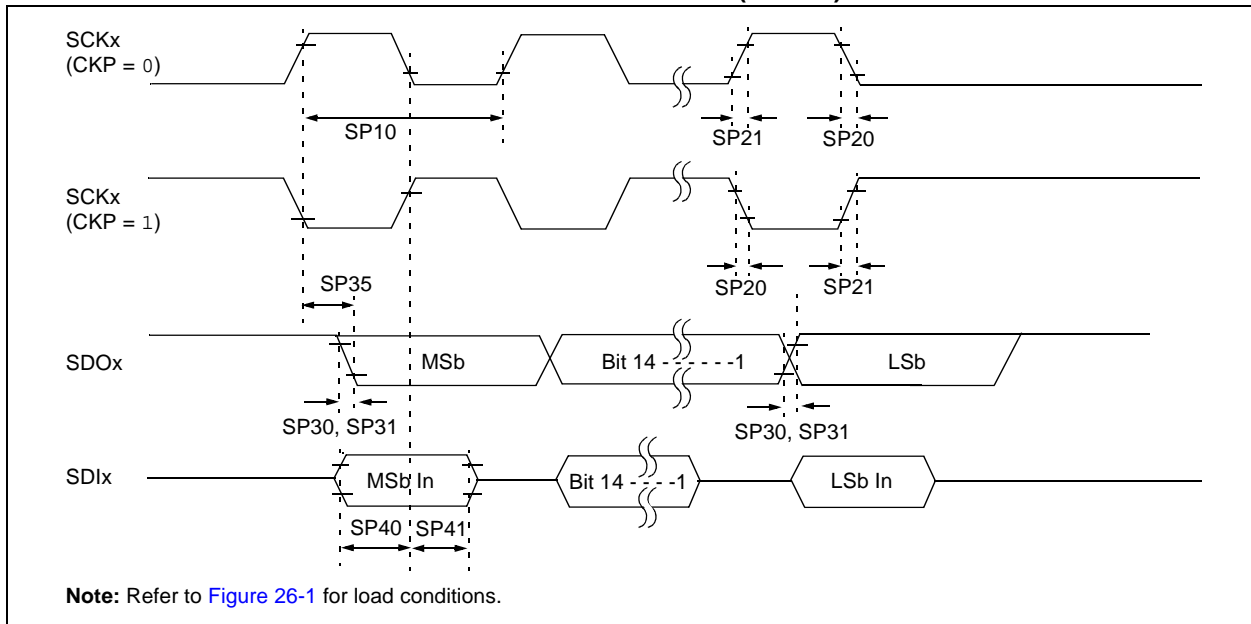 SCKx
(CKP = 0)
SP10
SP21
SP20
SCKx
(CKP = 1)
SP35
SP20
SP21
SDOx
MSb
Bit 14 - - - - - -1
LSb
SP30, SP31
SP30, SP31
SDIx
MSb In
Bit 14 - - - -1
LSb In
SP40
SP41
Note: Refer to Figure 26-1 for load conditions.